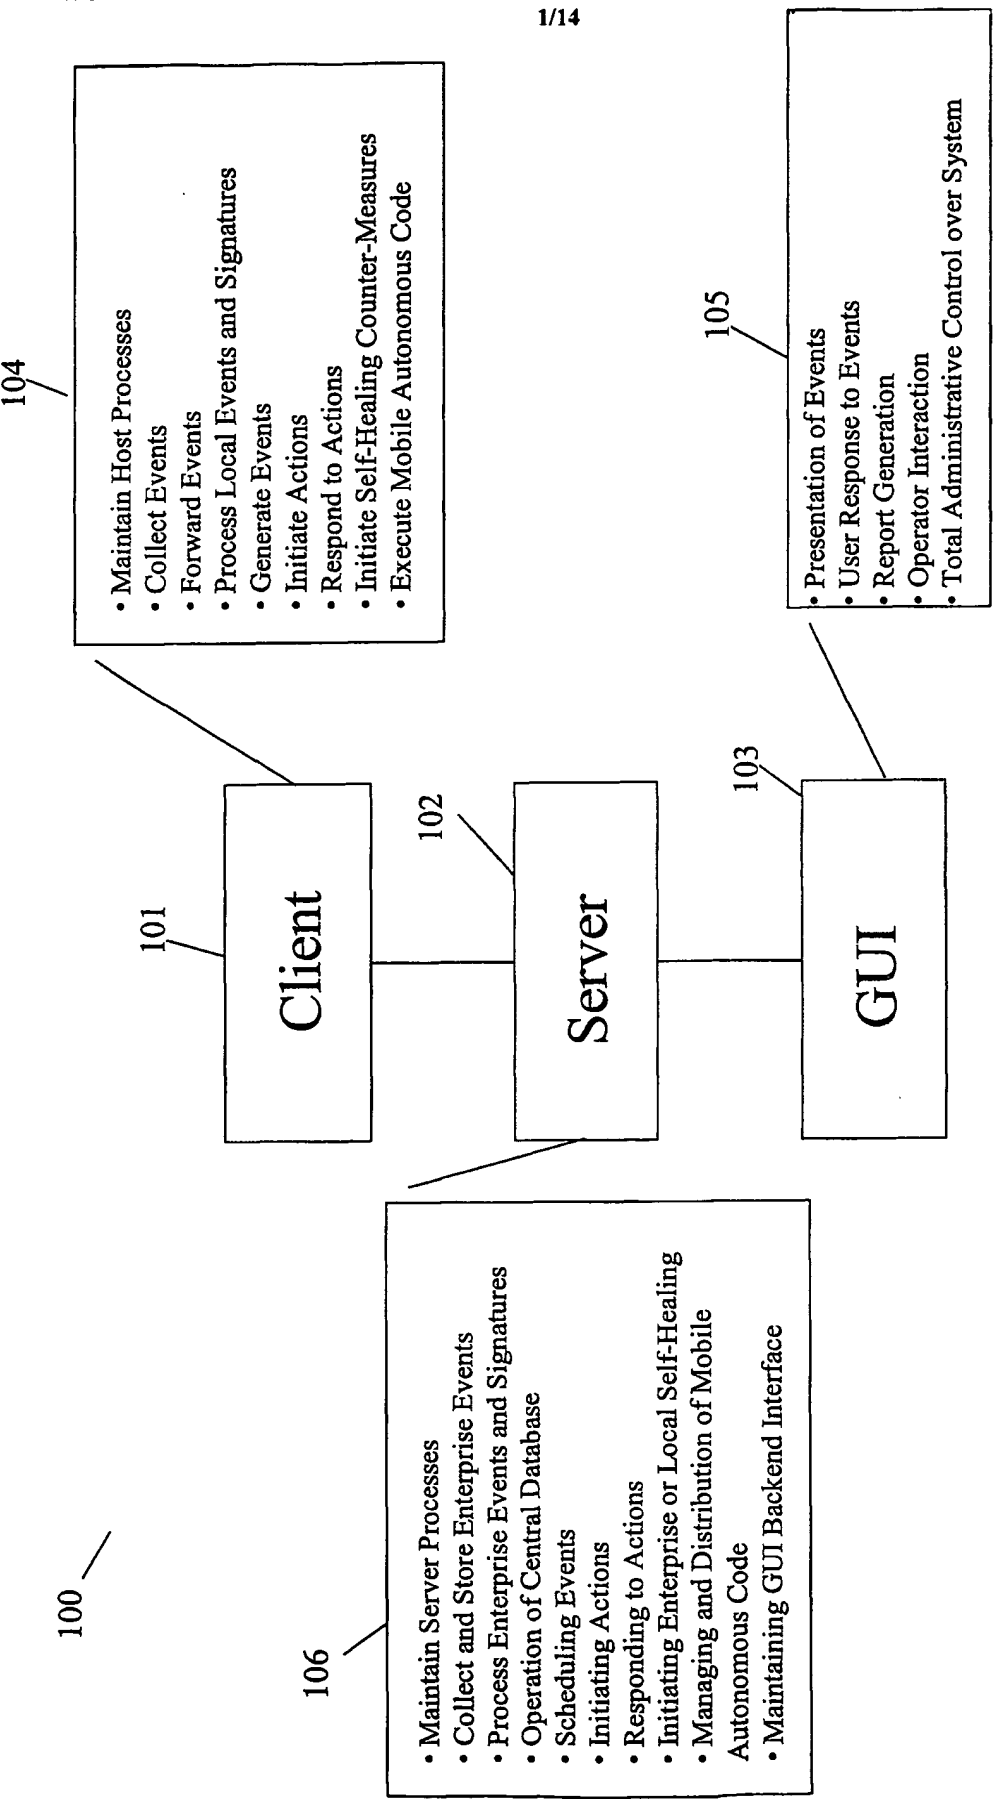 1/14
100
106
• Maintain Server Processes
• Collect and Store Enterprise Events
• Process Enterprise Events and Signatures
• Operation of Central Database
• Scheduling Events
• Initiating Actions
• Responding to Actions
• Initiating Enterprise or Local Self-Healing
• Managing and Distribution of Mobile
Autonomous Code
• Maintaining GUI Backend Interface
101
Client
102
Server
103
GUI
104
• Maintain Host Processes
• Collect Events
• Forward Events
• Process Local Events and Signatures
• Generate Events
• Initiate Actions
• Respond to Actions
• Initiate Self-Healing Counter-Measures
• Execute Mobile Autonomous Code
105
• Presentation of Events
• User Response to Events
• Report Generation
• Operator Interaction
• Total Administrative Control over System